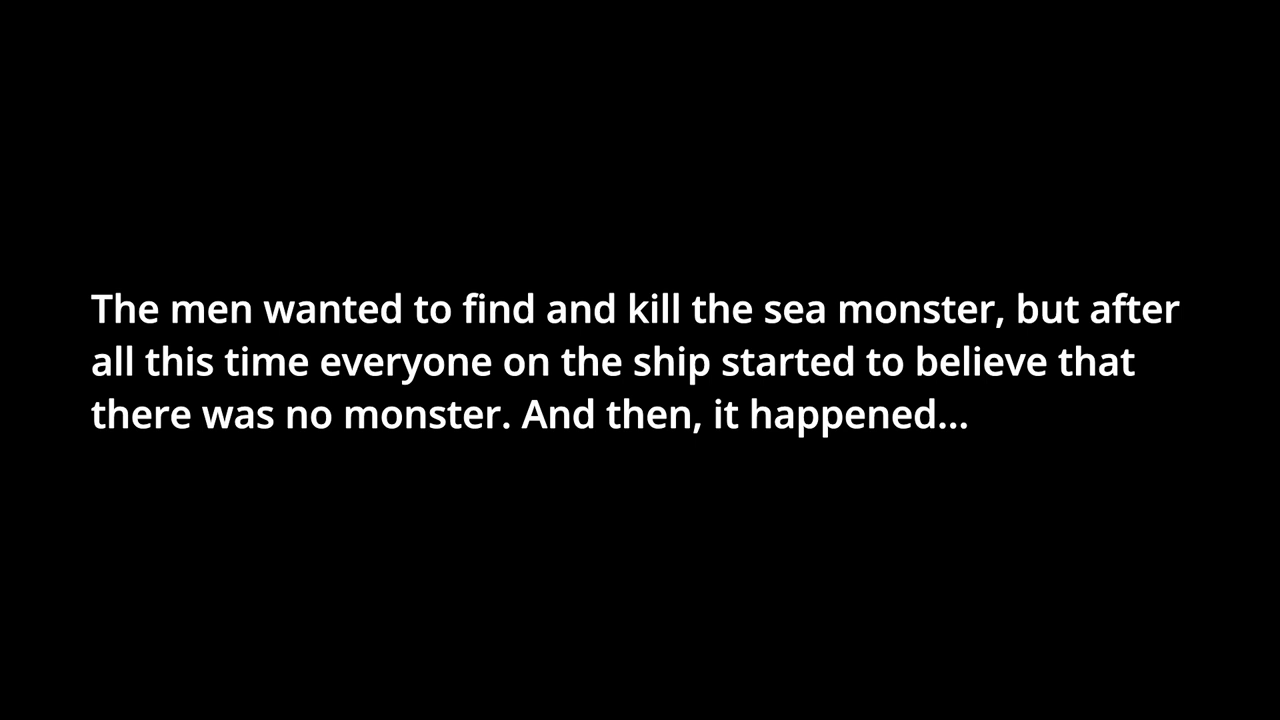 The men wanted to find and kill the sea monster, but after
all this time everyone on the ship started to believe that
there was no monster. And then, it happened...